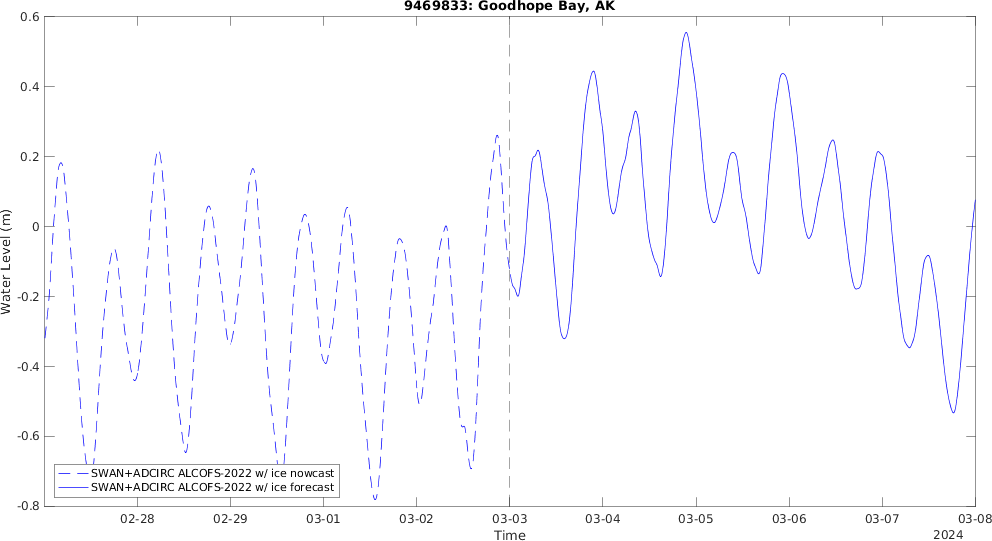 9469833: Goodhope Bay, AK
Water Level (m)
0.6
0.4
0.2
0
-0.2
-0.4
-0.6
-0.8
SWAN+ADCIRC ALCOFS-2022 w/ ice nowcast
SWAN+ADCIRC ALCOFS-2022 w/ ice forecast
02-28 02-29 03-01 03-02 03-03 03-04 03-05 03-06 03-07 03-08
Time
2024